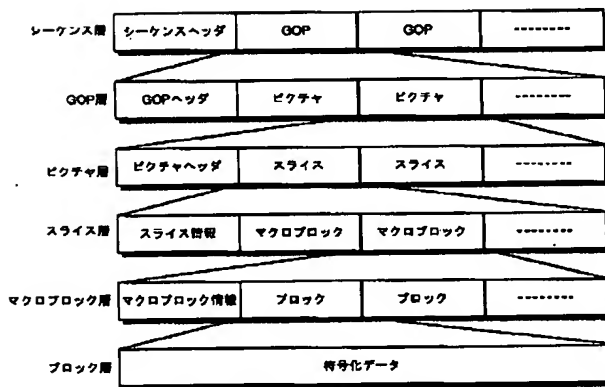 シーケンス層 シーケンスヘッダ GOP GOP --------
GOP層 GOPヘッダ ピクチャ ピクチャ --------
ピクチャ層 ピクチャヘッダ スライス スライス --------
スライス層 スライス情報 マクロブロック マクロブロック --------
マクロブロック層 マクロブロック情報 ブロック ブロック --------
ブロック層 符号化データ